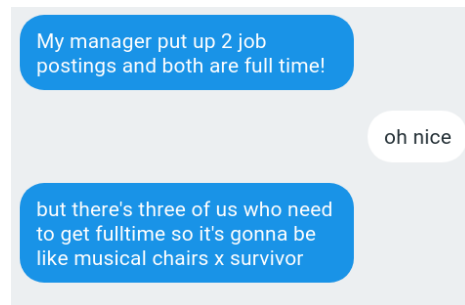 My manager put up 2 job
postings and both are full time!
oh nice
but there's three of us who need
to get fulltime so it's gonna be
like musical chairs x survivor